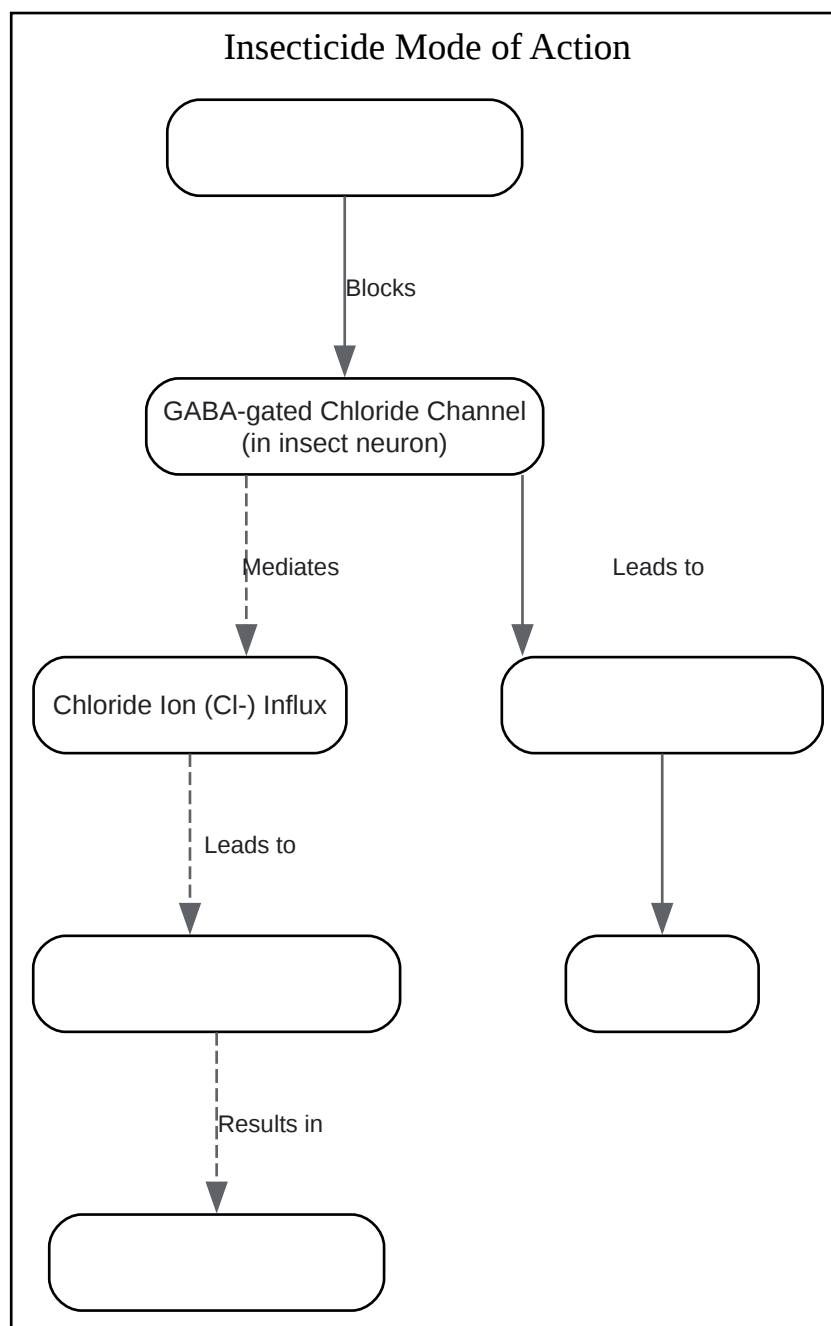 Insecticide Mode of Action
Blocks
GABA-gated Chloride Channel
(in insect neuron)
Mediates
Leads to
Chloride Ion (Cl-) Influx
Leads to
Results in